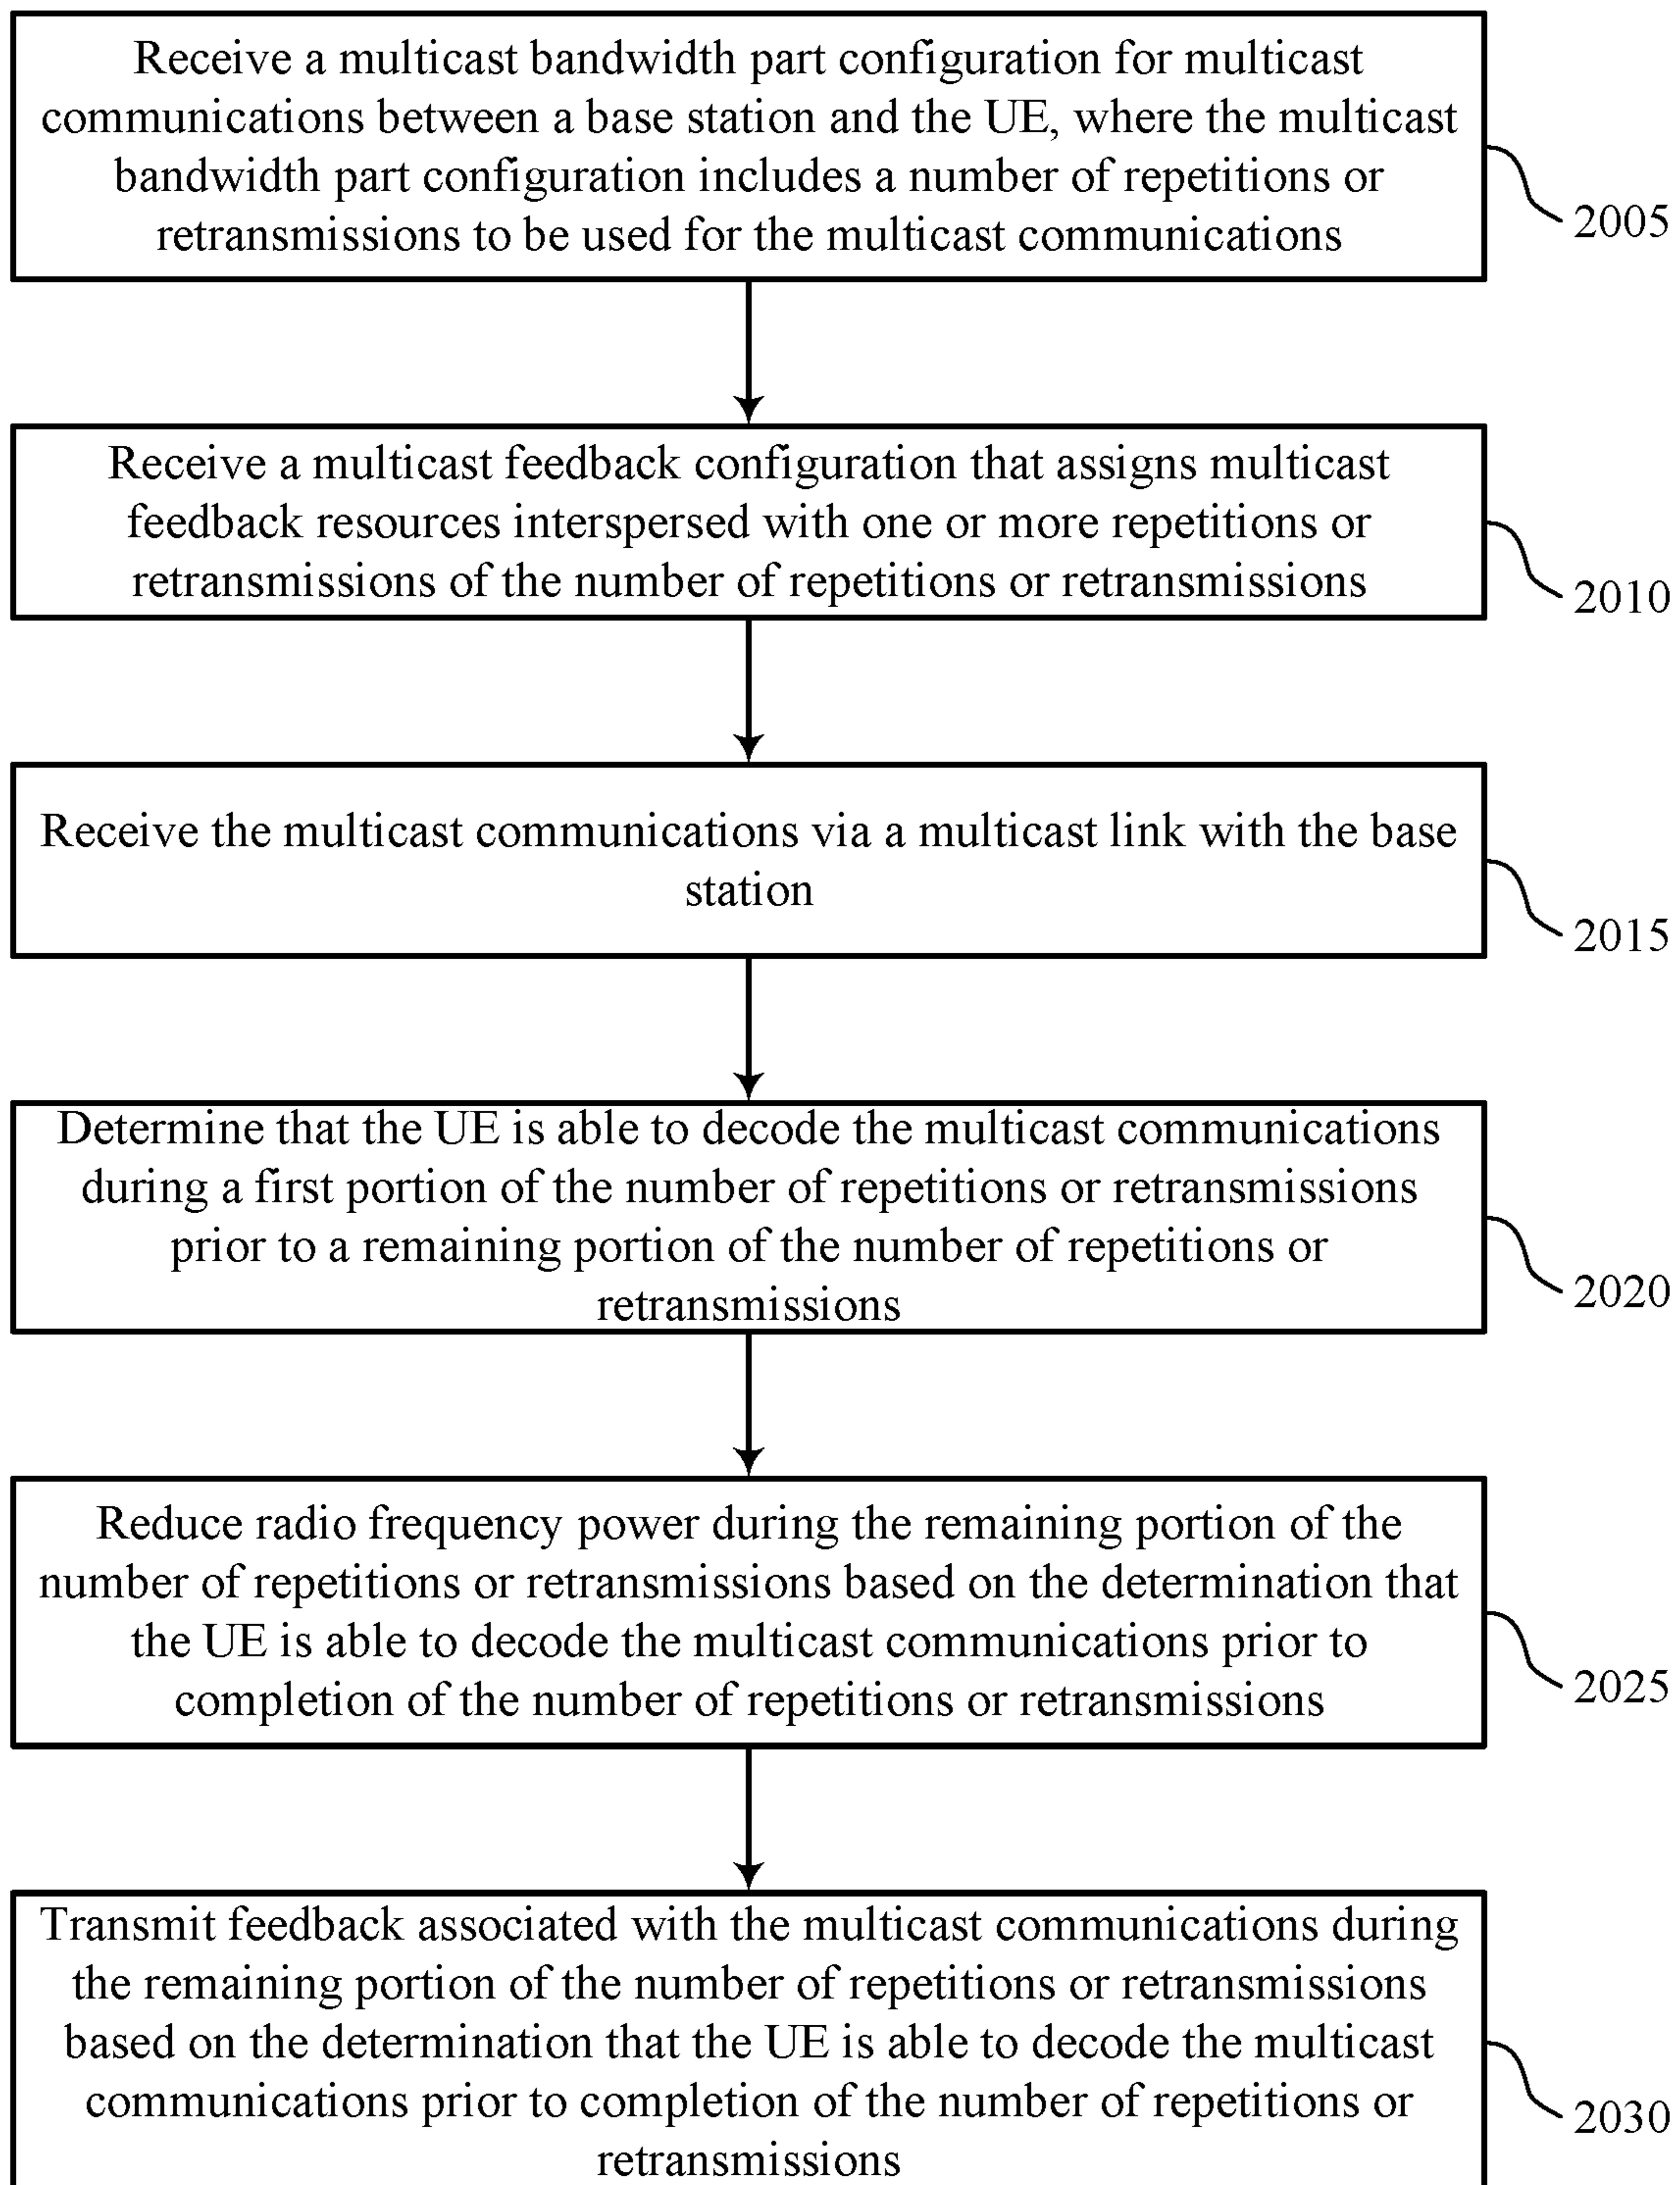 Receive a multicast bandwidth part configuration for multicast
communications between a base station and the UE, where the multicast
bandwidth part configuration includes a number of repetitions or
retransmissions to be used for the multicast communications
2005
Receive a multicast feedback configuration that assigns multicast
feedback resources interspersed with one or more repetitions or
retransmissions of the number of repetitions or retransmissions
2010
Receive the multicast communications via a multicast link with the base
station
2015
Determine that the UE is able to decode the multicast communications
during a first portion of the number of repetitions or retransmissions
prior to a remaining portion of the number of repetitions or
retransmissions
2020
Reduce radio frequency power during the remaining portion of the
number of repetitions or retransmissions based on the determination that
the UE is able to decode the multicast communications prior to
completion of the number of repetitions or retransmissions
2025
Transmit feedback associated with the multicast communications during
the remaining portion of the number of repetitions or retransmissions
based on the determination that the UE is able to decode the multicast
communications prior to completion of the number of repetitions or
retransmissions
2030